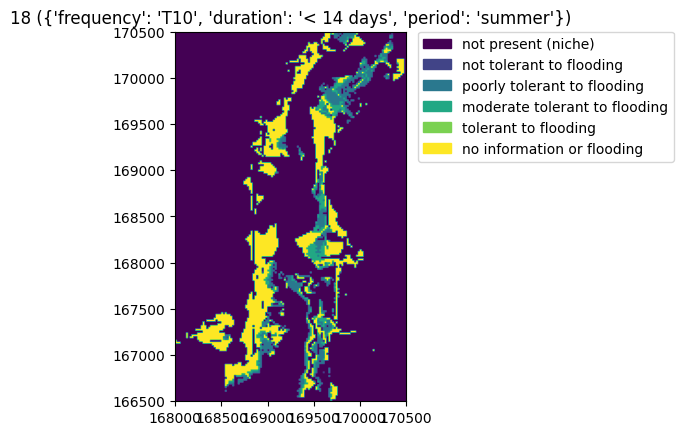 18 ({'frequency': 'T10', 'duration': '< 14 days', 'period': 'summer'})
170500
170000
169500
169000
168500
168000
167500
167000
166500
168000
168500
169000
169500
170000
170500
not present (niche)
not tolerant to flooding
poorly tolerant to flooding
moderate tolerant to flooding
tolerant to flooding
no information or flooding